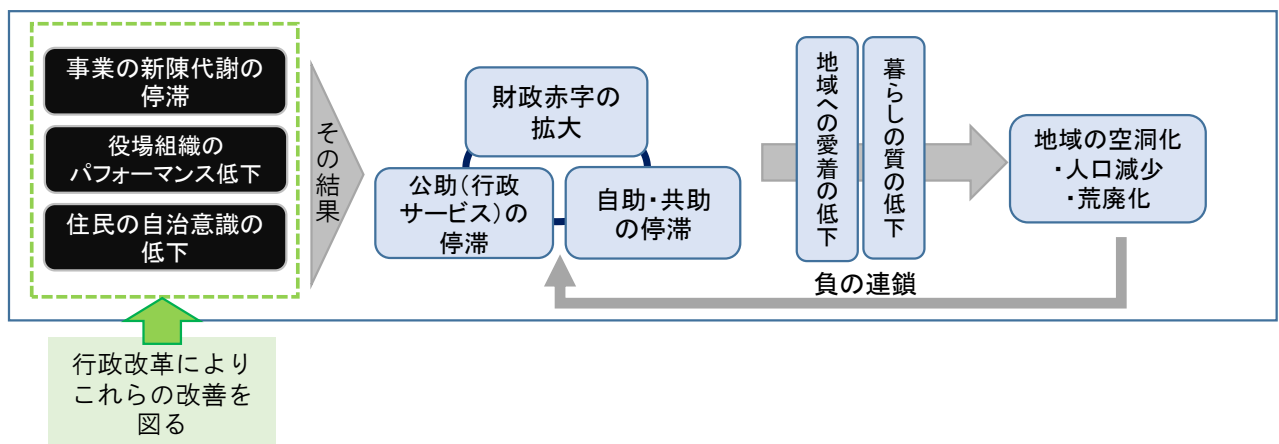 事業の新陳代謝の
停滞
役場組織の
パフォーマンス低下
住民の自治意識の
低下
その結果
財政赤字の
拡大
公助(行政
サービス)の
停滞
自助・共助
の停滞
地域への愛着の低下
暮らしの質の低下
地域の空洞化
・人口減少
・荒廃化
負の連鎖
行政改革により
これらの改善を
図る